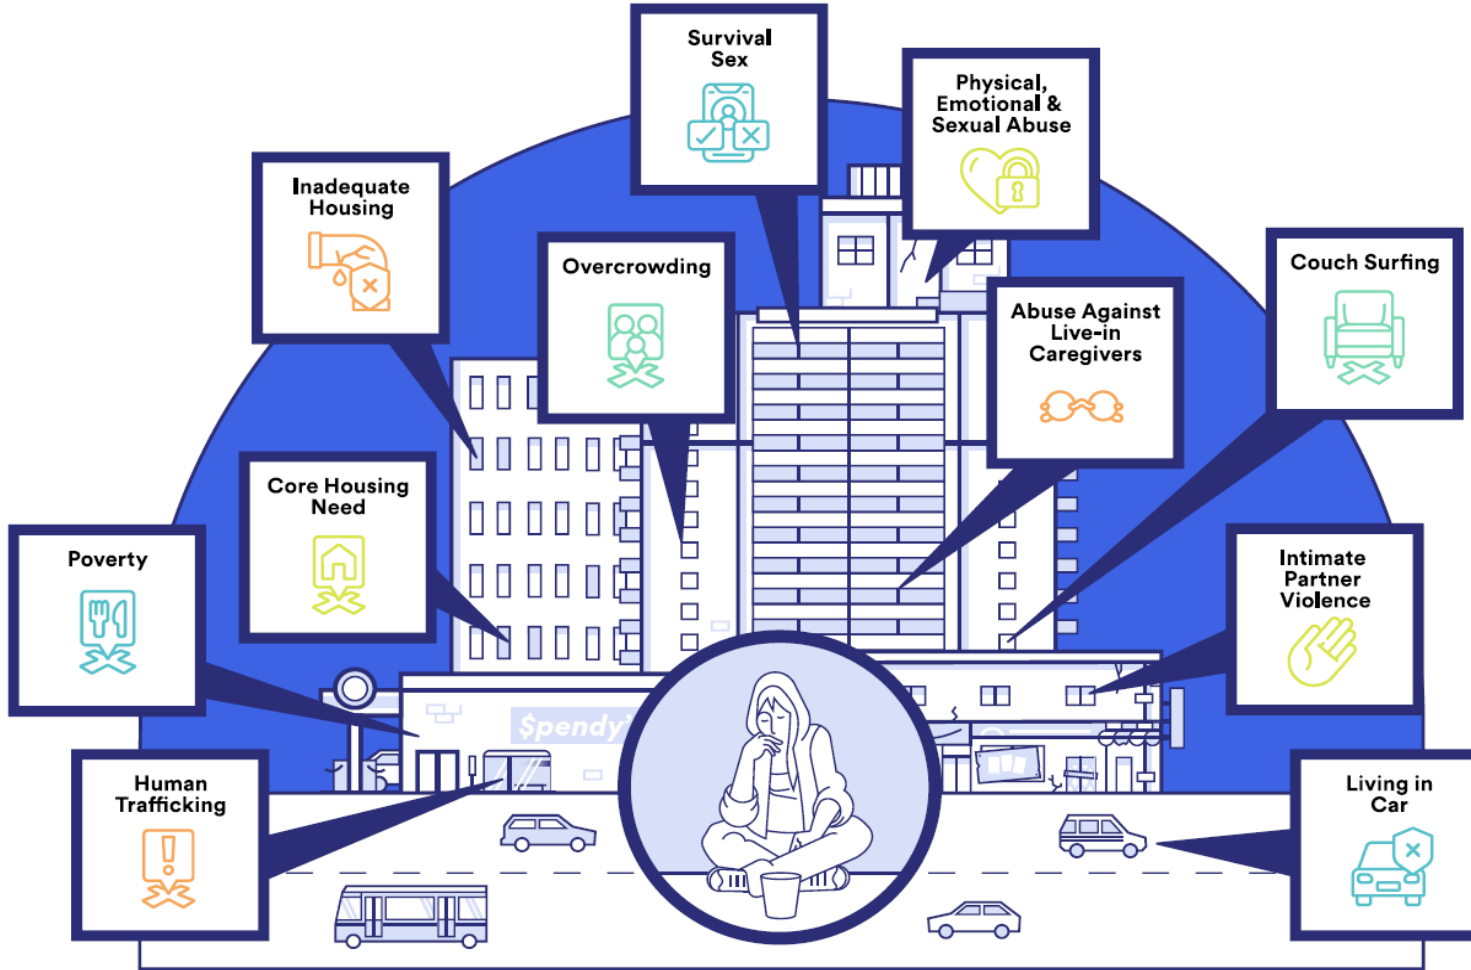 Survival
Sex
Physical,
Emotional &
Sexual Abuse
Inadequate
Housing
Overcrowding
Couch Surfing
Abuse Against
Live-in
Caregivers
Core Housing
Need
Poverty
Intimate
Partner
Violence
$pendy'
Human
Trafficking
Living in
Car